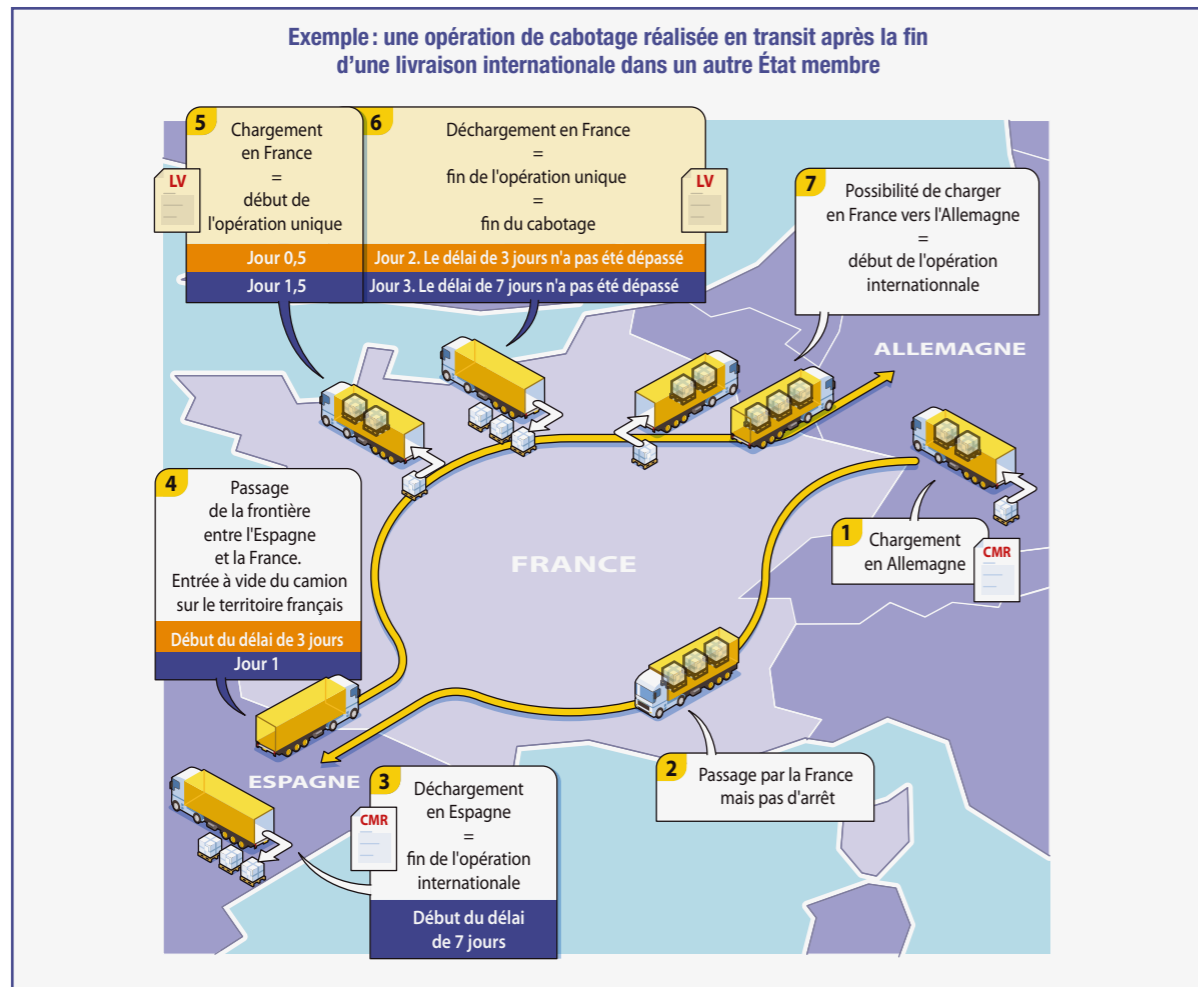 Exemple : une opération de cabotage réalisée en transit après la fin
d'une livraison internationale dans un autre État membre
5
Chargement
en France
=
début de
l'opération unique
LV
Jour 0,5
Jour 1,5
6
Déchargement en France
=
fin de l'opération unique
=
fin du cabotage
LV
Jour 2. Le délai de 3 jours n'a pas été dépassé
Jour 3. Le délai de 7 jours n'a pas été dépassé
7
Possibilité de charger
en France vers l'Allemagne
=
début de l'opération
internationnale
ALLEMAGNE
4
Passage
de la frontière
entre l'Espagne
et la France.
Entrée à vide du camion
sur le territoire français
Début du délai de 3 jours
Jour 1
FRANCE
1
Chargement
en Allemagne
CMR
2
Passage par la France
mais pas d'arrêt
ESPAGNE
3
Déchargement
en Espagne
=
fin de l'opération
internationale
CMR
Début du délai
de 7 jours